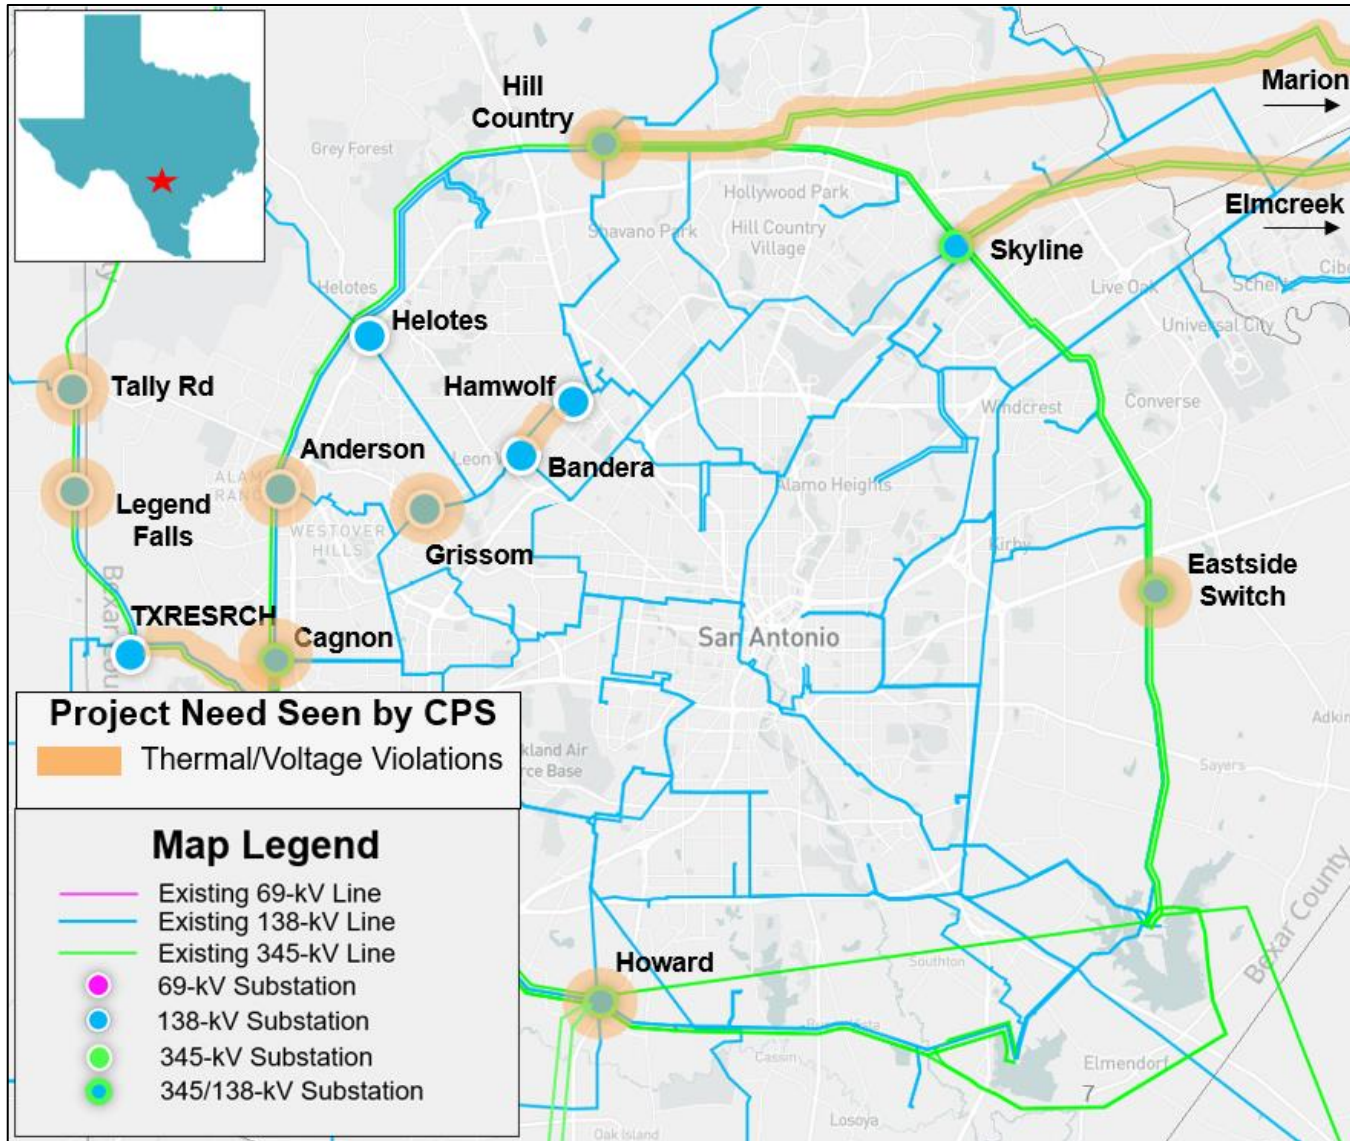 Hill
Country
Marion
Grey Forest
Hollywood Park
Shavano Park
Hill Country
Village
Elmcreek
Skyline
Helotes
Live Oak
Helotes
Universal City
Tally Rd
Hamwolf
Windcrest
Converse
Anderson
Bandera
Alamo Heights
Legend
Falls
WESTOVER
HILLS
Grissom
Kirby
Eastside
Switch
TXRESRCH
Cagnon
San Antonio
Project Need Seen by CPS
Thermal/Voltage Violations
Sayers
Map Legend
Existing 69-kV Line
Existing 138-kV Line
Existing 345-kV Line
69-kV Substation
138-kV Substation
345-kV Substation
345/138-kV Substation
Howard
Southton
Bexar County
Cassin
Elmendorf
7
Losoya
Oak Island